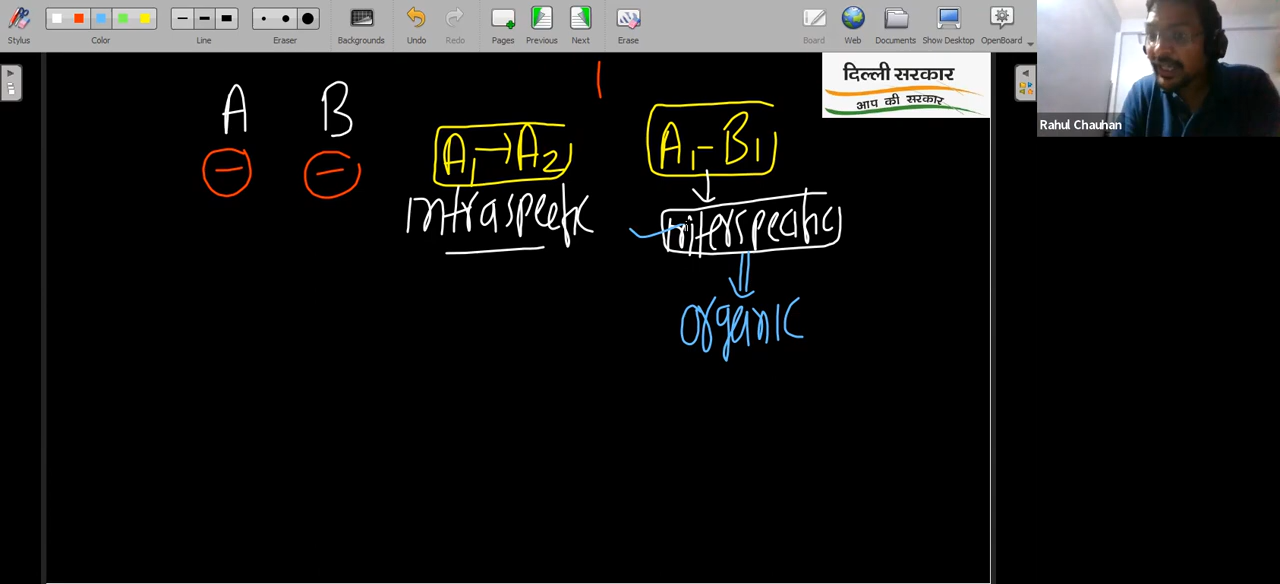 Stylus Color Line Eraser Backgrounds Undo Redo Pages Previous Next Erase Board Web Documents Show Desktop OpenBoard
Rahul Chauhan
दिल्ली सरकार
आप की सरकार
A B
− −
A1→A2 A1-B1
intraspecific interspecific
organic